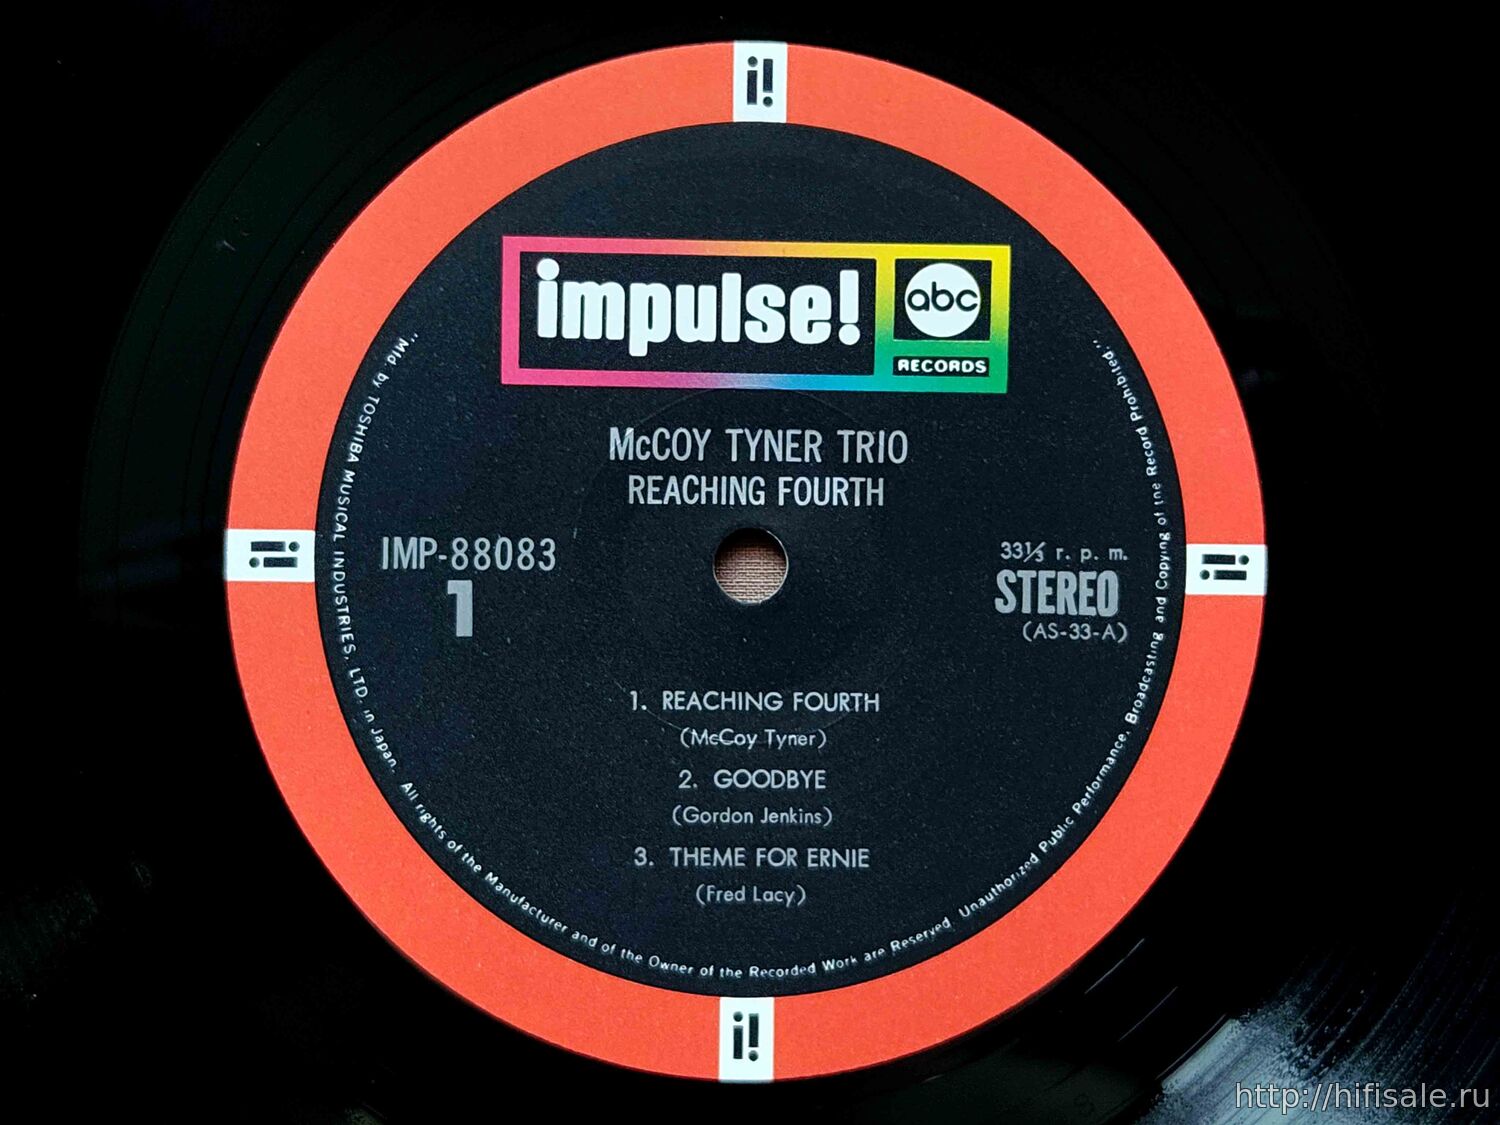 i!
impulse!
abc
RECORDS
McCOY TYNER TRIO
REACHING FOURTH
IMP-88083
1
33⅓ r. p. m.
STEREO
(AS-33-A)
i!
i!
1. REACHING FOURTH
(McCoy Tyner)
2. GOODBYE
(Gordon Jenkins)
3. THEME FOR ERNIE
(Fred Lacy)
"Mfd. by TOSHIBA MUSICAL INDUSTRIES, LTD. in Japan. All rights of the Manufacturer and of the Owner of the Recorded Work are Reserved. Unauthorized Public Performance, Broadcasting and Copying of the Record Prohibited."
i!
http://hifisale.ru